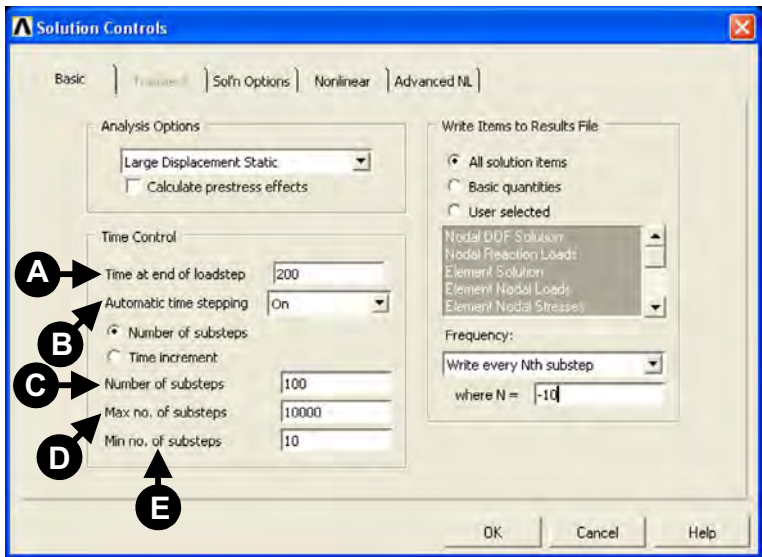 Solution Controls
Basic
Transient
Sol'n Options
Nonlinear
Advanced NL
Analysis Options
Large Displacement Static
Calculate prestress effects
Time Control
A
Time at end of loadstep 200
Automatic time stepping On
B
Number of substeps
Time increment
C
Number of substeps 100
Max no. of substeps 10000
D
Min no. of substeps 10
E
Write Items to Results File
All solution items
Basic quantities
User selected
Nodal DOF Solution
Nodal Reaction Loads
Element Solution
Element Nodal Loads
Element Nodal Stresses
Frequency:
Write every Nth substep
where N = -10
OK
Cancel
Help